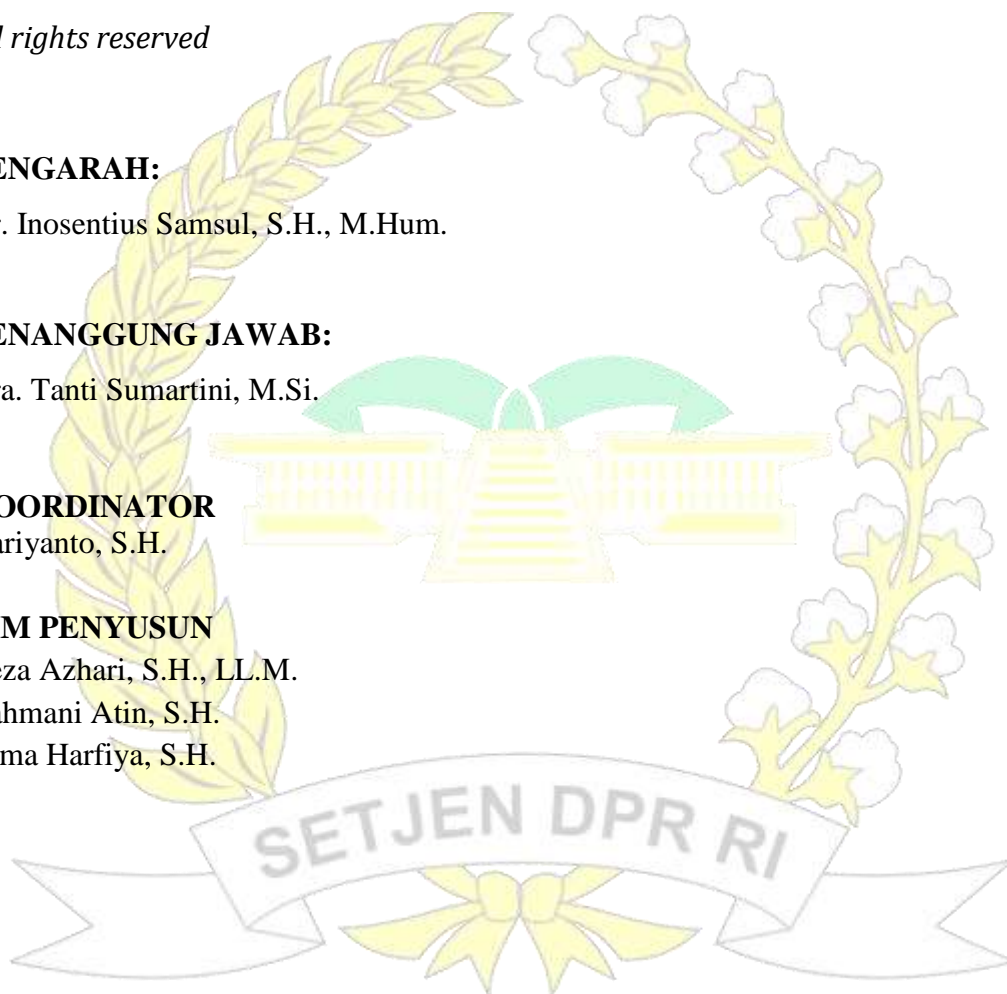 l rights reserved
ENGARAH:
r. Inosentius Samsul, S.H., M.Hum.
ENANGGUNG JAWAB:
ra. Tanti Sumartini, M.Si.
OORDINATOR
ariyanto, S.H.
M PENYUSUN
eza Azhari, S.H., LL.M.
ahmani Atin, S.H.
ma Harfiya, S.H.
SETJEN DPR RI